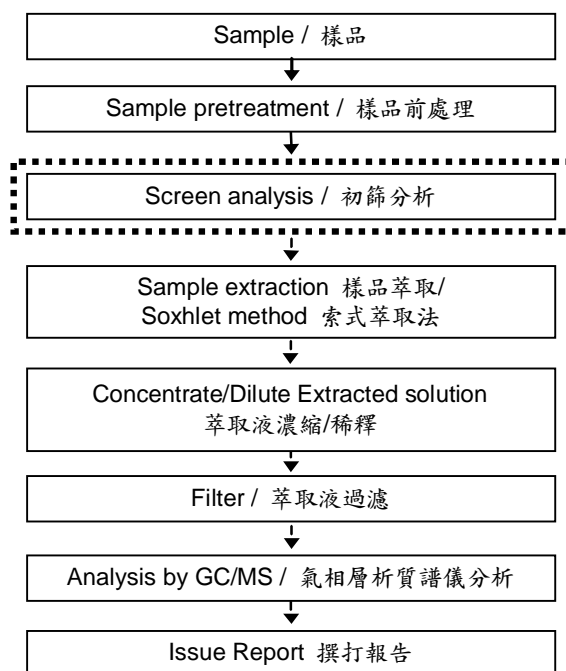 Sample / 樣品
Sample pretreatment / 樣品前處理
Screen analysis / 初篩分析
Sample extraction 樣品萃取/
Soxhlet method 索式萃取法
Concentrate/Dilute Extracted solution
萃取液濃縮/稀釋
Filter / 萃取液過濾
Analysis by GC/MS / 氣相層析質譜儀分析
Issue Report 撰打報告